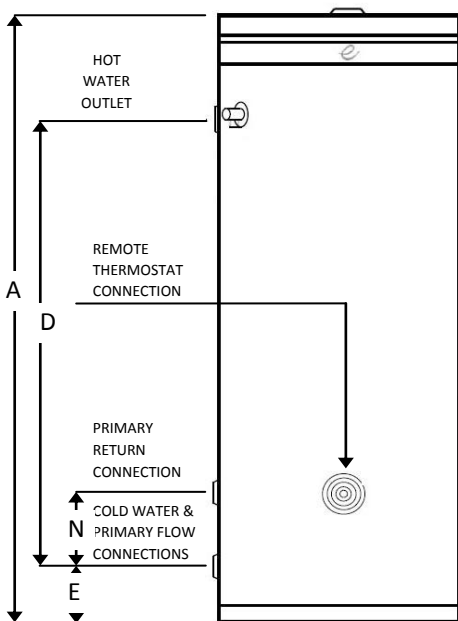 HOT
WATER
OUTLET
e
REMOTE
THERMOSTAT
CONNECTION
A
D
PRIMARY
RETURN
CONNECTION
N
COLD WATER &
PRIMARY FLOW
CONNECTIONS
E